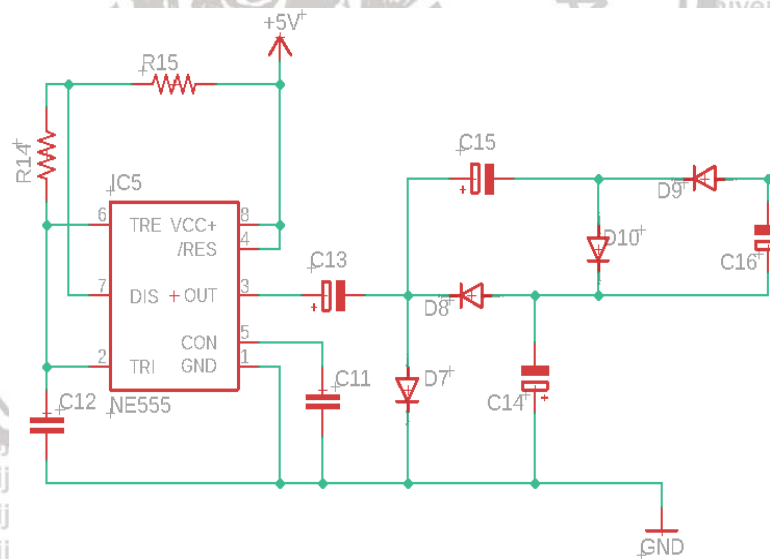 +5V
R15
R14
IC5
6 TRE VCC+ 8
/RES 4
7 DIS + OUT 3
CON 5
2 TRI GND 1
NE555
C12
C11
C13
C15
D9
D10
C16
D8
D7
C14
GND